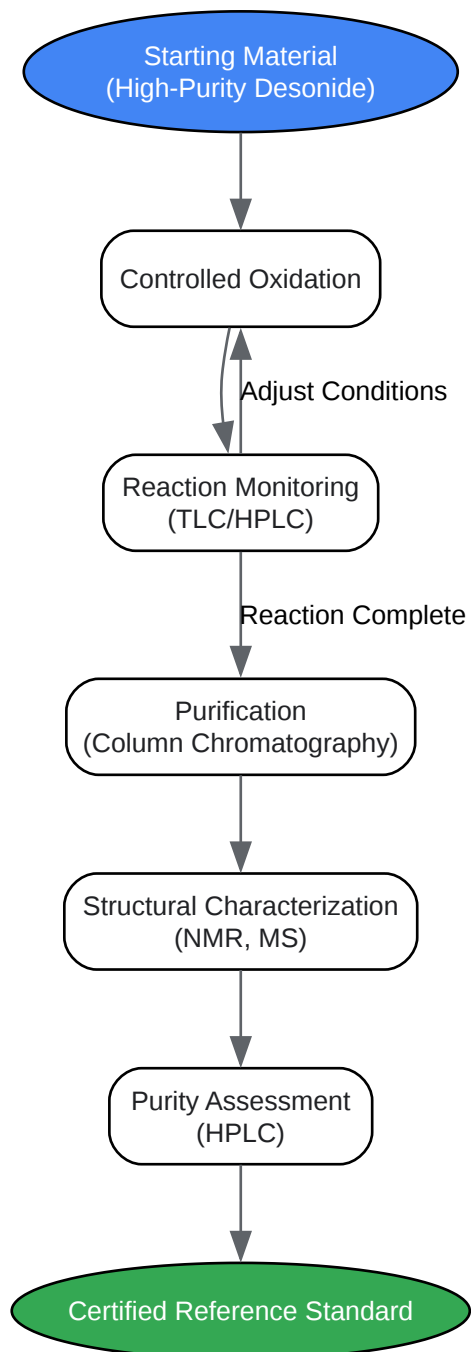 Starting Material
(High-Purity Desonide)
Controlled Oxidation
Adjust Conditions
Reaction Monitoring
(TLC/HPLC)
Reaction Complete
Purification
(Column Chromatography)
Structural Characterization
(NMR, MS)
Purity Assessment
(HPLC)
Certified Reference Standard